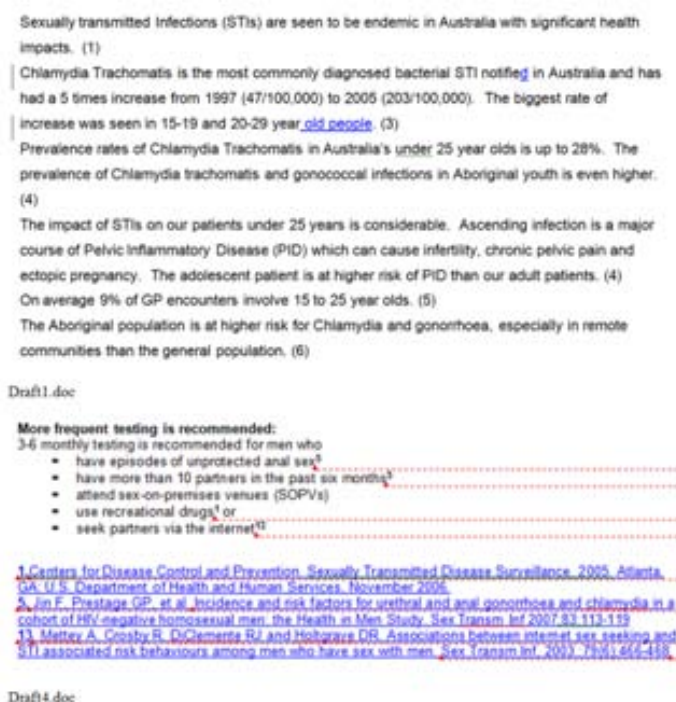 Sexually transmitted Infections (STIs) are seen to be endemic in Australia with significant health
impacts. (1)
Chlamydia Trachomatis is the most commonly diagnosed bacterial STI notified in Australia and has
had a 5 times increase from 1997 (47/100,000) to 2005 (203/100,000). The biggest rate of
increase was seen in 15-19 and 20-29 year old people. (3)
Prevalence rates of Chlamydia Trachomatis in Australia's under 25 year olds is up to 28%. The
prevalence of Chlamydia trachomatis and gonococcal infections in Aboriginal youth is even higher.
(4)
The impact of STIs on our patients under 25 years is considerable. Ascending infection is a major
course of Pelvic Inflammatory Disease (PID) which can cause infertility, chronic pelvic pain and
ectopic pregnancy. The adolescent patient is at higher risk of PID than our adult patients. (4)
On average 9% of GP encounters involve 15 to 25 year olds. (5)
The Aboriginal population is at higher risk for Chlamydia and gonorrhoea, especially in remote
communities than the general population. (6)
Draft1.doc
More frequent testing is recommended:
3-6 monthly testing is recommended for men who
- have episodes of unprotected anal sex
- have more than 10 partners in the past six months
- attend sex-on-premises venues (SOPVs)
- use recreational drugs or
- seek partners via the internet
1. Centers for Disease Control and Prevention. Sexually Transmitted Disease Surveillance, 2005. Atlanta,
GA: U.S. Department of Health and Human Services, November 2006.
5. Jin F, Prestage GP, et al. Incidence and risk factors for urethral and anal gonorrhoea and chlamydia in a
cohort of HIV-negative homosexual men: the Health in Men Study. Sex Transm Inf 2007;83:113-119
13. Mettey A, Crosby R, DiClemente RJ and Holtgrave DR. Associations between internet sex seeking and
STI associated risk behaviours among men who have sex with men. Sex Transm Inf. 2003 ;79(6):466-468.
Draft4.doc